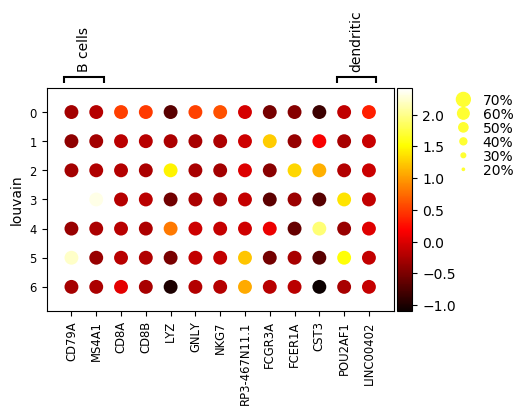 B cells
dendritic
louvain
0
1
2
3
4
5
6
CD79A
MS4A1
CD8A
CD8B
LYZ
GNLY
NKG7
RP3-467N11.1
FCGR3A
FCER1A
CST3
POU2AF1
LINC00402
2.0
1.5
1.0
0.5
0.0
−0.5
−1.0
70%
60%
50%
40%
30%
20%